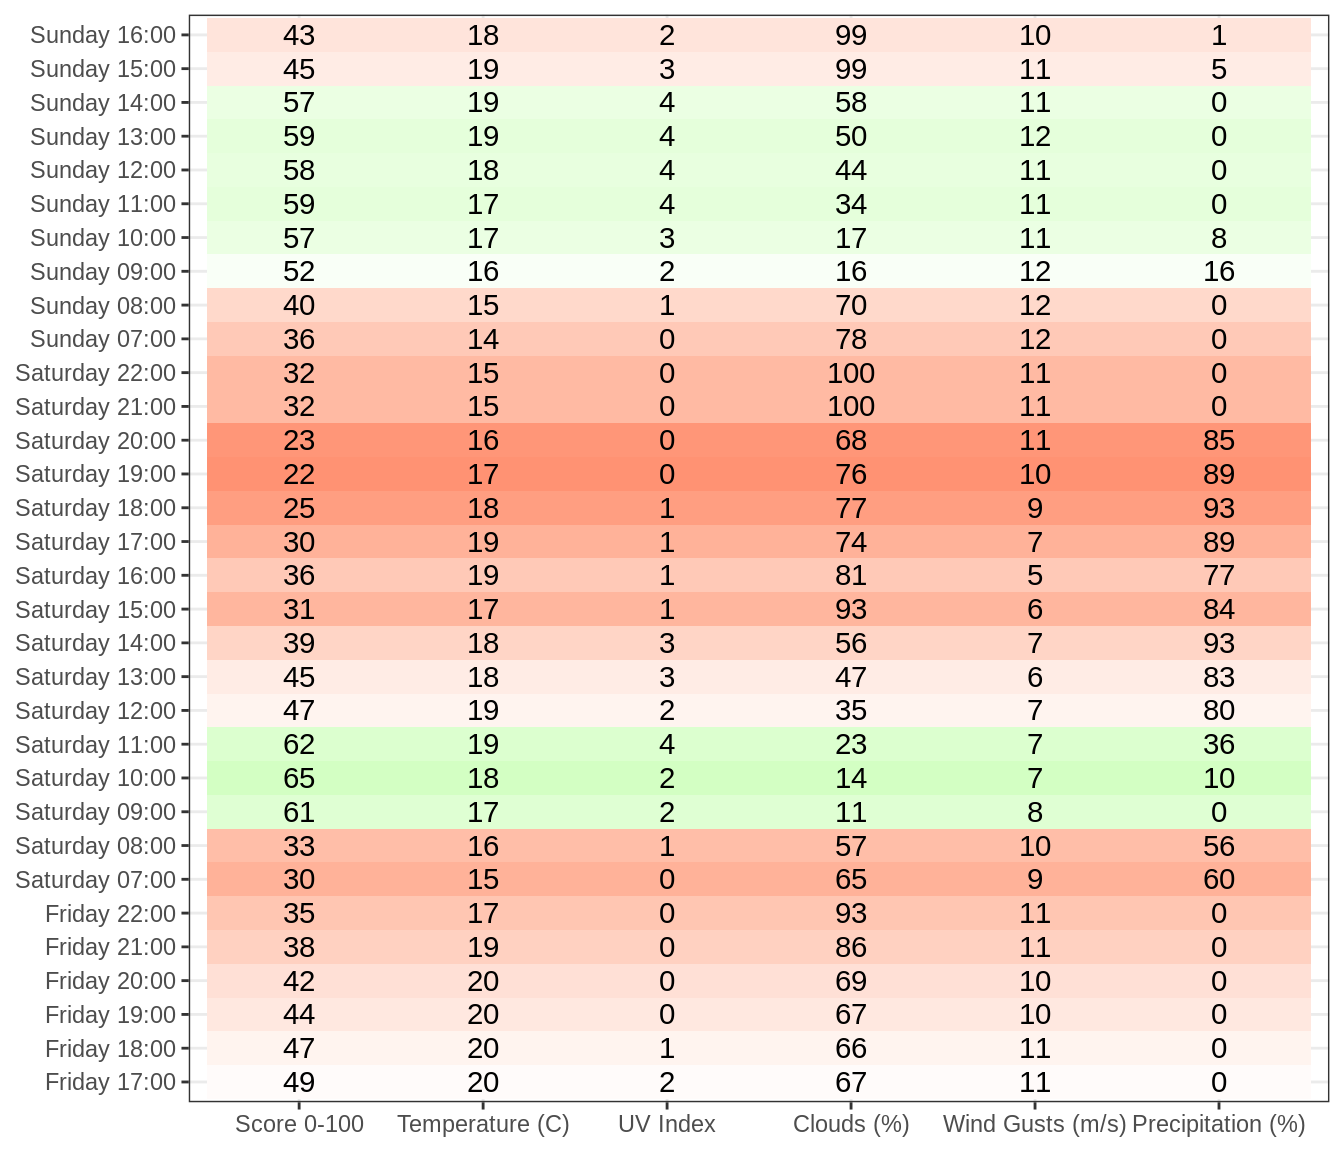 Sunday 16:00 43 18 2 99 10 1
Sunday 15:00 45 19 3 99 11 5
Sunday 14:00 57 19 4 58 11 0
Sunday 13:00 59 19 4 50 12 0
Sunday 12:00 58 18 4 44 11 0
Sunday 11:00 59 17 4 34 11 0
Sunday 10:00 57 17 3 17 11 8
Sunday 09:00 52 16 2 16 12 16
Sunday 08:00 40 15 1 70 12 0
Sunday 07:00 36 14 0 78 12 0
Saturday 22:00 32 15 0 100 11 0
Saturday 21:00 32 15 0 100 11 0
Saturday 20:00 23 16 0 68 11 85
Saturday 19:00 22 17 0 76 10 89
Saturday 18:00 25 18 1 77 9 93
Saturday 17:00 30 19 1 74 7 89
Saturday 16:00 36 19 1 81 5 77
Saturday 15:00 31 17 1 93 6 84
Saturday 14:00 39 18 3 56 7 93
Saturday 13:00 45 18 3 47 6 83
Saturday 12:00 47 19 2 35 7 80
Saturday 11:00 62 19 4 23 7 36
Saturday 10:00 65 18 2 14 7 10
Saturday 09:00 61 17 2 11 8 0
Saturday 08:00 33 16 1 57 10 56
Saturday 07:00 30 15 0 65 9 60
Friday 22:00 35 17 0 93 11 0
Friday 21:00 38 19 0 86 11 0
Friday 20:00 42 20 0 69 10 0
Friday 19:00 44 20 0 67 10 0
Friday 18:00 47 20 1 66 11 0
Friday 17:00 49 20 2 67 11 0
Score 0-100 Temperature (C) UV Index Clouds (%) Wind Gusts (m/s) Precipitation (%)